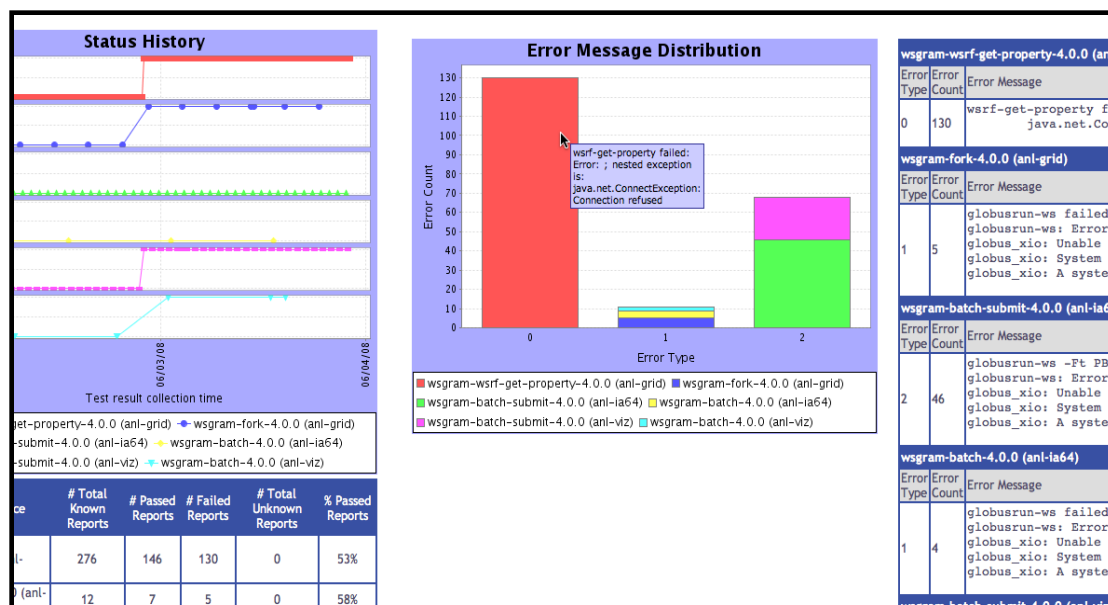 Status History
06/03/08
06/04/08
Test result collection time
get-property-4.0.0 (anl-grid) wsgram-fork-4.0.0 (anl-grid)
-submit-4.0.0 (anl-ia64) wsgram-batch-4.0.0 (anl-ia64)
-submit-4.0.0 (anl-viz) wsgram-batch-4.0.0 (anl-viz)
ce # Total Known Reports # Passed Reports # Failed Reports # Total Unknown Reports % Passed Reports
nl- 276 146 130 0 53%
0 (anl- 12 7 5 0 58%
Error Message Distribution
Error Count
130
120
110
100
90
80
70
60
50
40
30
20
10
0
wsrf-get-property failed:
Error: ; nested exception
is:
java.net.ConnectException:
Connection refused
0 1 2
Error Type
wsgram-wsrf-get-property-4.0.0 (anl-grid) wsgram-fork-4.0.0 (anl-grid)
wsgram-batch-submit-4.0.0 (anl-ia64) wsgram-batch-4.0.0 (anl-ia64)
wsgram-batch-submit-4.0.0 (anl-viz) wsgram-batch-4.0.0 (anl-viz)
wsgram-wsrf-get-property-4.0.0 (an
Error Type Error Count Error Message
0 130 wsrf-get-property f
java.net.Co
wsgram-fork-4.0.0 (anl-grid)
Error Type Error Count Error Message
1 5
globusrun-ws failed
globusrun-ws: Error
globus_xio: Unable
globus_xio: System
globus_xio: A syste
wsgram-batch-submit-4.0.0 (anl-ia6
Error Type Error Count Error Message
2 46
globusrun-ws -Ft PB
globusrun-ws: Error
globus_xio: Unable
globus_xio: System
globus_xio: A syste
wsgram-batch-4.0.0 (anl-ia64)
Error Type Error Count Error Message
1 4
globusrun-ws failed
globusrun-ws: Error
globus_xio: Unable
globus_xio: System
globus_xio: A syste